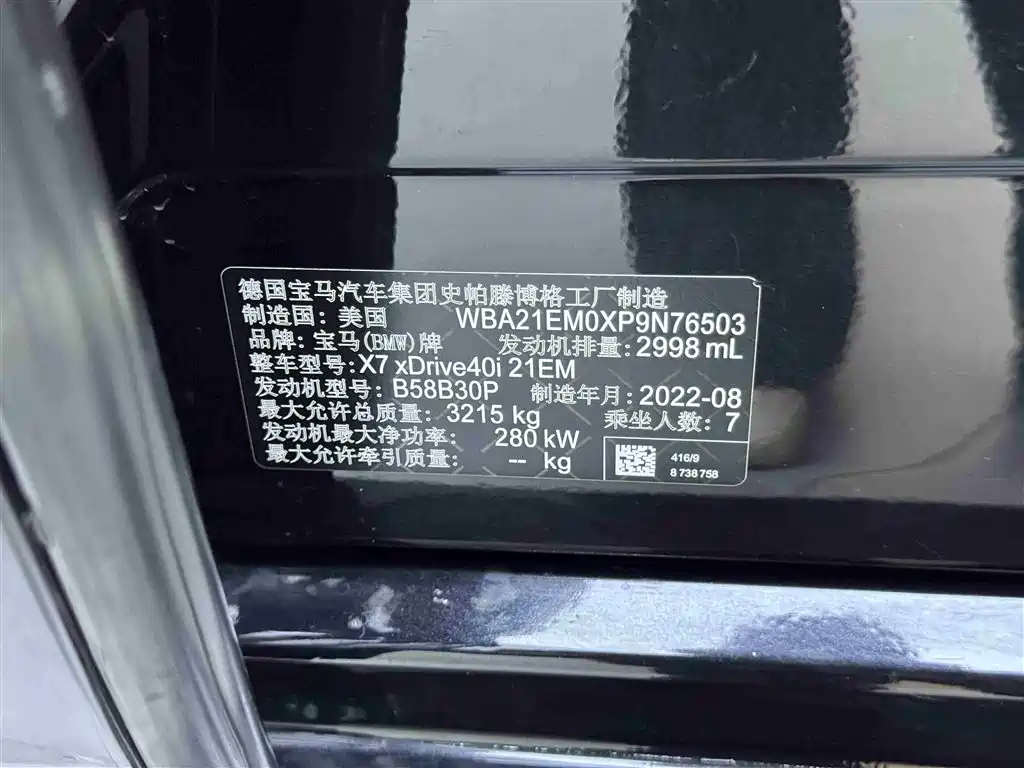 德国宝马汽车集团史帕滕博格工厂制造
制造国: 美国 WBA21EM0XP9N76503
品牌: 宝马(BMW)牌 发动机排量: 2998 mL
整车型号: X7 xDrive40i 21EM
发动机型号: B58B30P 制造年月: 2022-08
最大允许总质量: 3215 kg 乘坐人数: 7
发动机最大净功率: 280 kW
最大允许牵引质量: -- kg
416/9
8 738 758